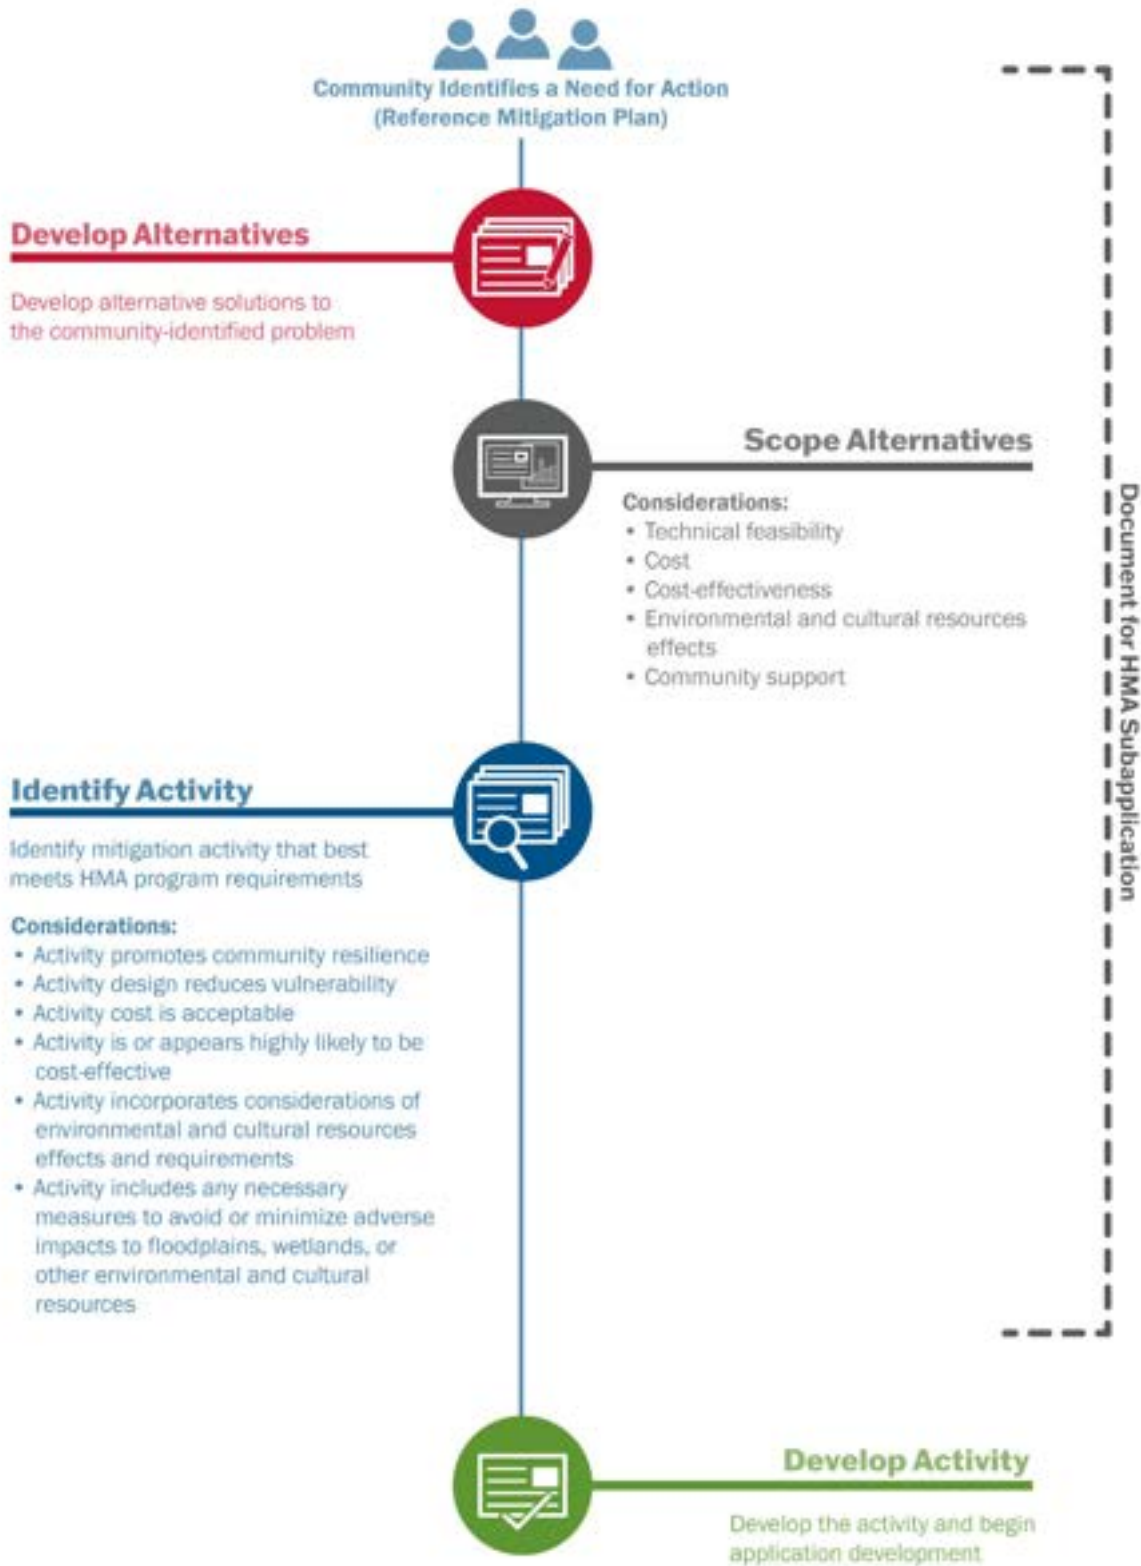 Community Identifies a Need for Action
(Reference Mitigation Plan)
Develop Alternatives
Develop alternative solutions to
the community-identified problem
Scope Alternatives
Considerations:
• Technical feasibility
• Cost
• Cost-effectiveness
• Environmental and cultural resources
effects
• Community support
Identify Activity
Identify mitigation activity that best
meets HMA program requirements
Considerations:
• Activity promotes community resilience
• Activity design reduces vulnerability
• Activity cost is acceptable
• Activity is or appears highly likely to be
cost-effective
• Activity incorporates considerations of
environmental and cultural resources
effects and requirements
• Activity includes any necessary
measures to avoid or minimize adverse
impacts to floodplains, wetlands, or
other environmental and cultural
resources
Develop Activity
Develop the activity and begin
application development
Document for HMA Subapplication